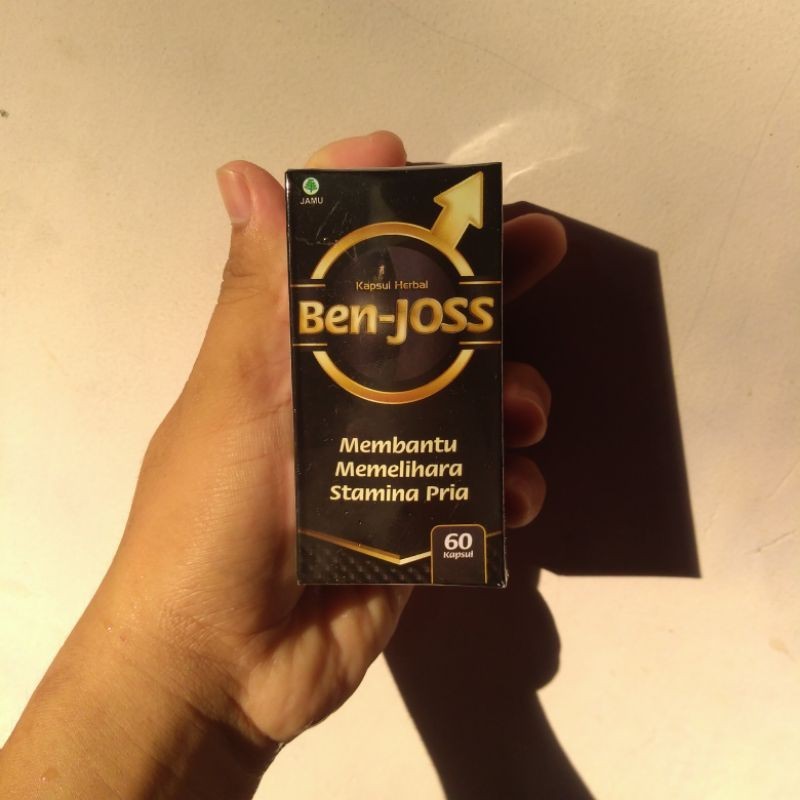 JAMU
Kapsul Herbal
Ben-JOSS
Membantu
Memelihara
Stamina Pria
60
Kapsul